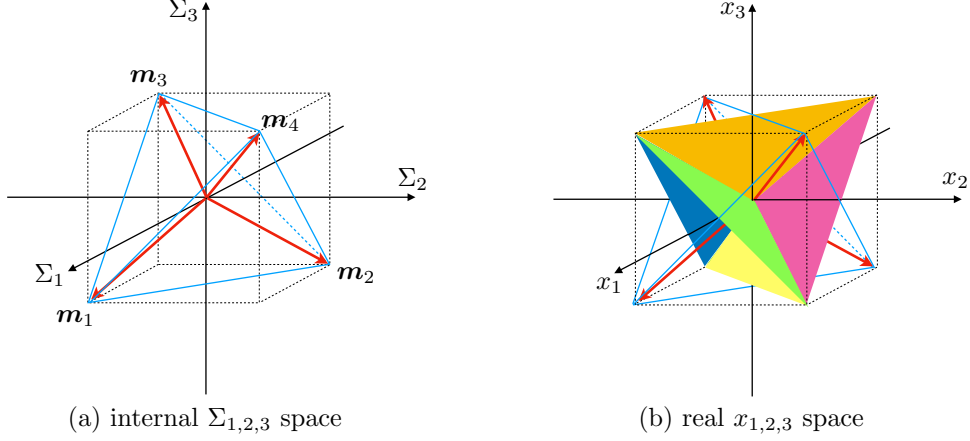 Σ₃
m₃
m₄
Σ₂
Σ₁
m₁
m₂
(a) internal Σ₁,₂,₃ space
x₃
x₂
x₁
(b) real x₁,₂,₃ space